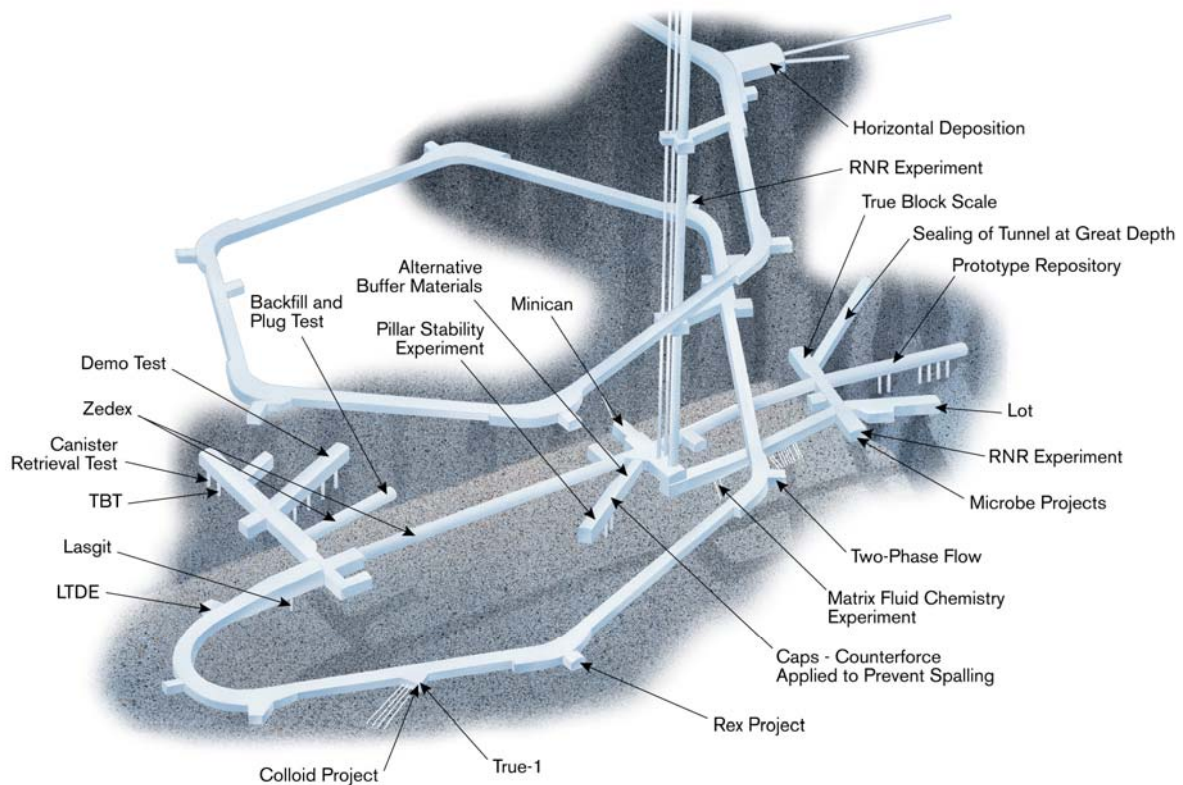 Horizontal Deposition
RNR Experiment
True Block Scale
Sealing of Tunnel at Great Depth
Prototype Repository
Alternative
Buffer Materials
Minican
Backfill and
Plug Test
Pillar Stability
Experiment
Demo Test
Zedex
Canister
Retrieval Test
TBT
Lasgit
LTDE
Lot
RNR Experiment
Microbe Projects
Two-Phase Flow
Matrix Fluid Chemistry
Experiment
Caps - Counterforce
Applied to Prevent Spalling
Rex Project
True-1
Colloid Project